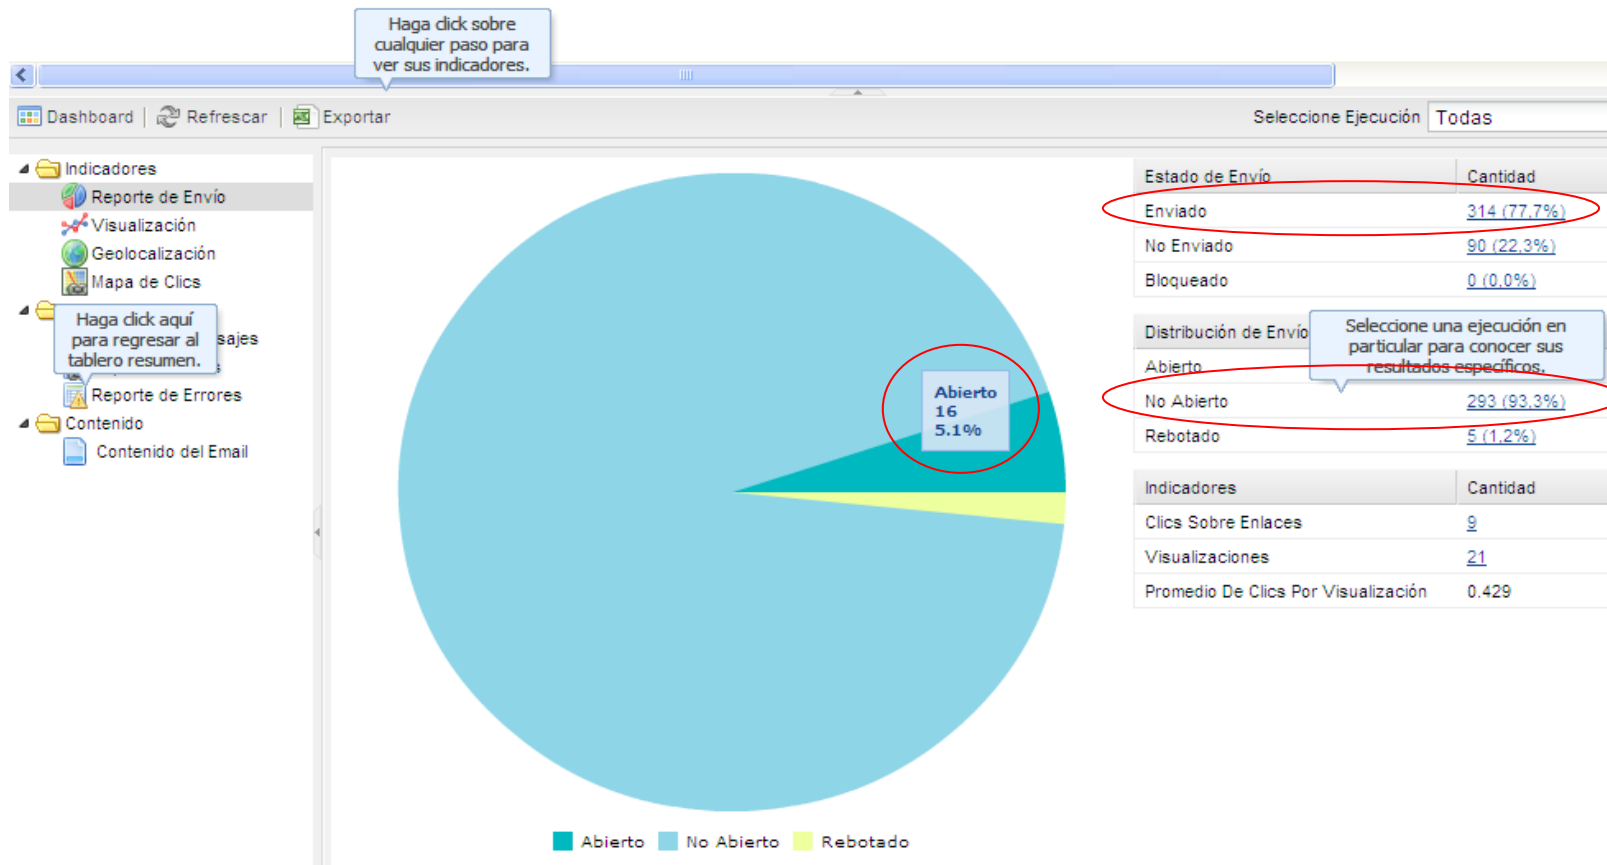 Haga click sobre
cualquier paso para
ver sus indicadores.
Dashboard
Refrescar
Exportar
Seleccione Ejecución
Todas
Indicadores
Reporte de Envío
Visualización
Geolocalización
Mapa de Clics
Haga click aquí
para regresar al
tablero resumen.
sajes
s
Reporte de Errores
Contenido
Contenido del Email
Abierto
16
5.1%
Abierto No Abierto Rebotado
Estado de Envío Cantidad
Enviado 314 (77,7%)
No Enviado 90 (22,3%)
Bloqueado 0 (0,0%)
Distribución de Envío
Seleccione una ejecución en
particular para conocer sus
resultados específicos.
Abierto
No Abierto 293 (93,3%)
Rebotado 5 (1,2%)
Indicadores Cantidad
Clics Sobre Enlaces 9
Visualizaciones 21
Promedio De Clics Por Visualización 0.429